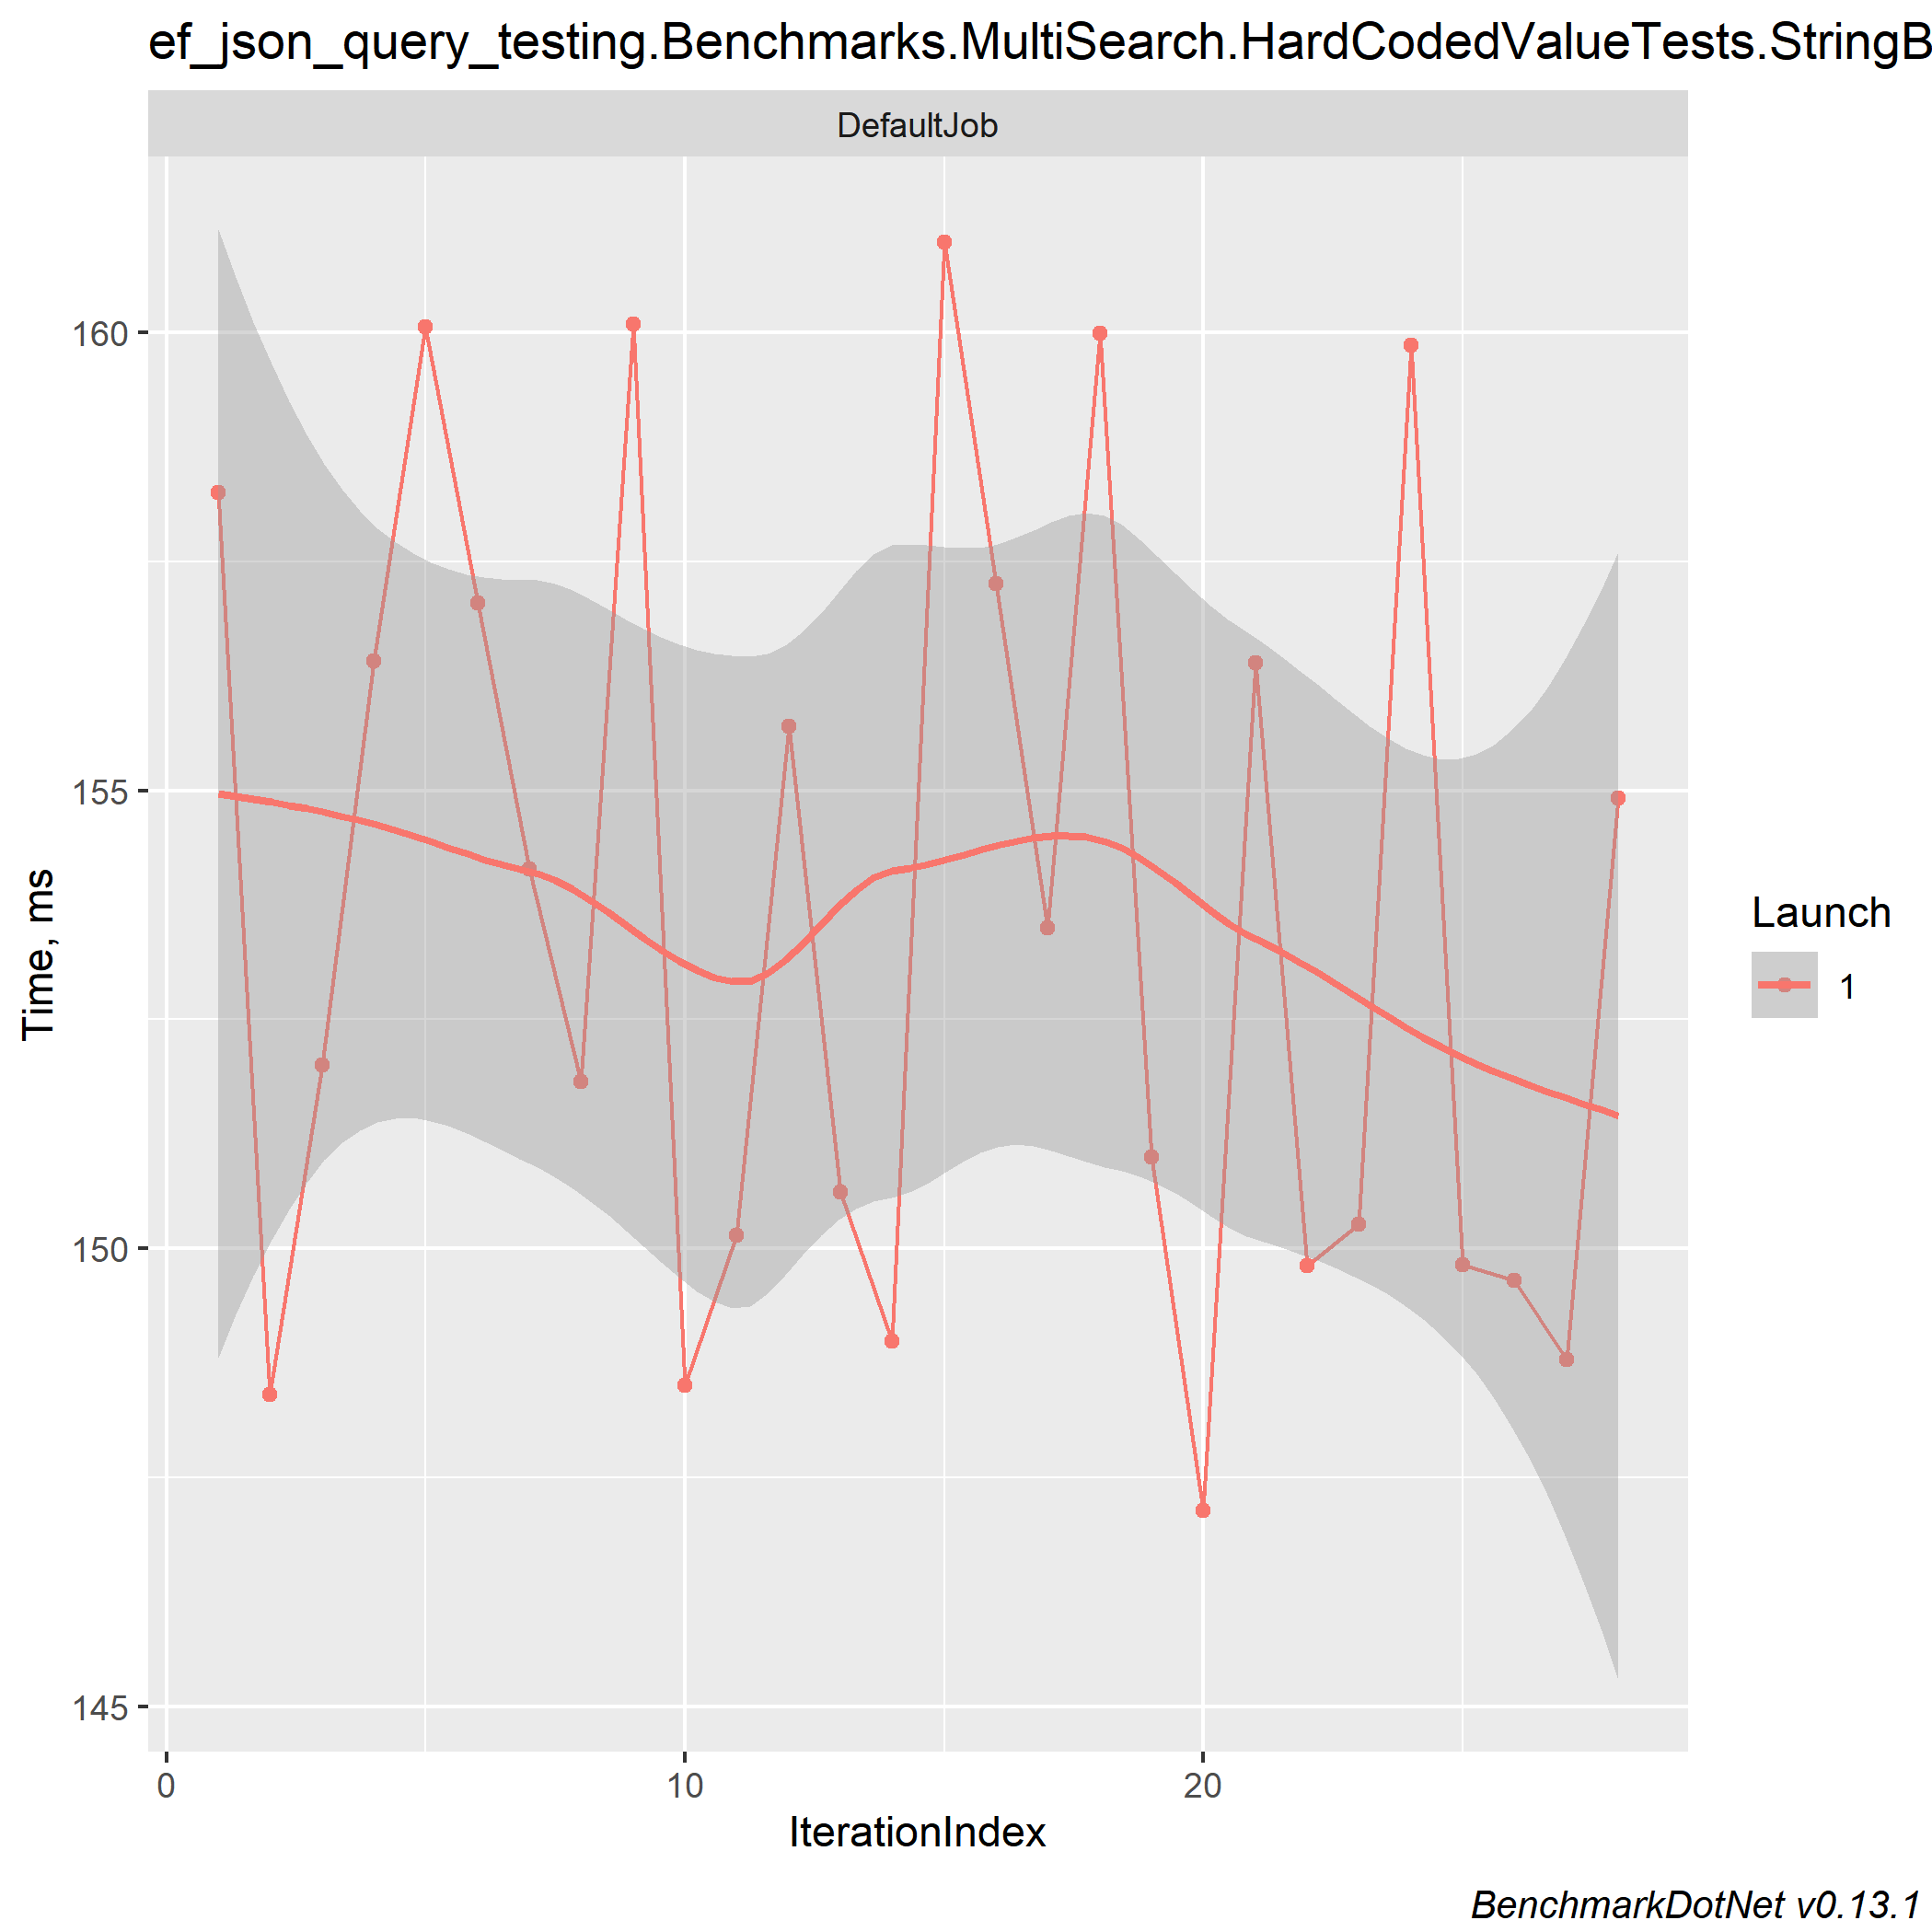 ef_json_query_testing.Benchmarks.MultiSearch.HardCodedValueTests.StringB
DefaultJob
160
155
150
145
Time, ms
0 10 20
IterationIndex
Launch
1
BenchmarkDotNet v0.13.1